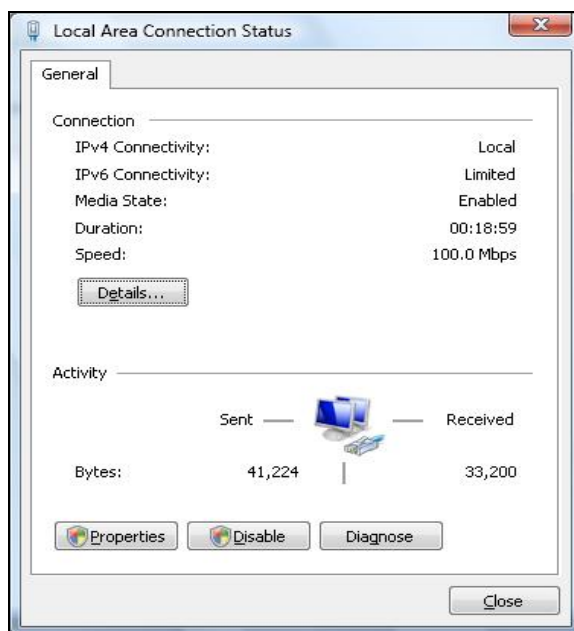 Local Area Connection Status
General
Connection
IPv4 Connectivity: Local
IPv6 Connectivity: Limited
Media State: Enabled
Duration: 00:18:59
Speed: 100.0 Mbps
Details...
Activity
Sent Received
Bytes: 41,224 33,200
Properties Disable Diagnose
Close